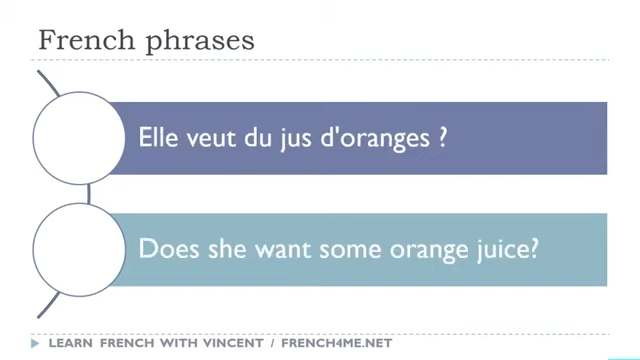 French phrases
Elle veut du jus d'oranges ?
Does she want some orange juice?
LEARN FRENCH WITH VINCENT / FRENCH4ME.NET